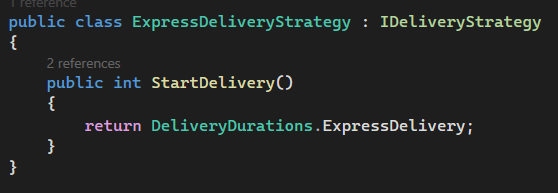 1 reference
public class ExpressDeliveryStrategy : IDeliveryStrategy
{
2 references
public int StartDelivery()
{
return DeliveryDurations.ExpressDelivery;
}
}